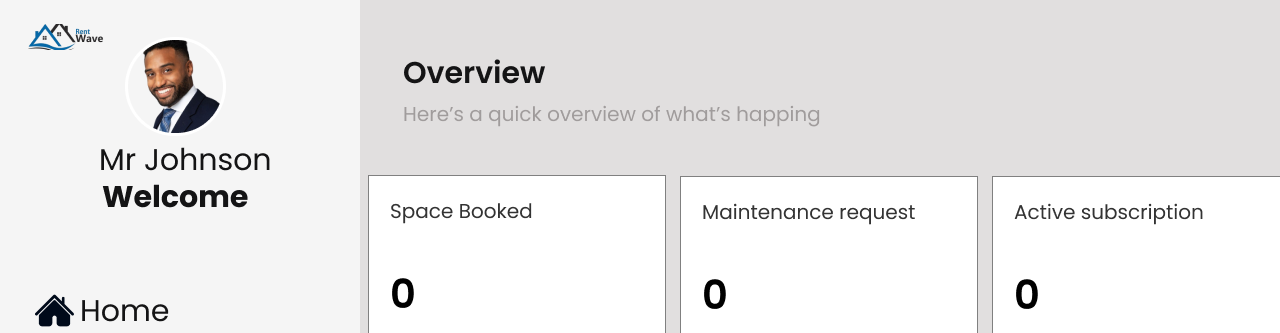 Rent
Wave
Mr Johnson
Welcome
Home
Overview
Here's a quick overview of what's happing
Space Booked
0
Maintenance request
0
Active subscription
0